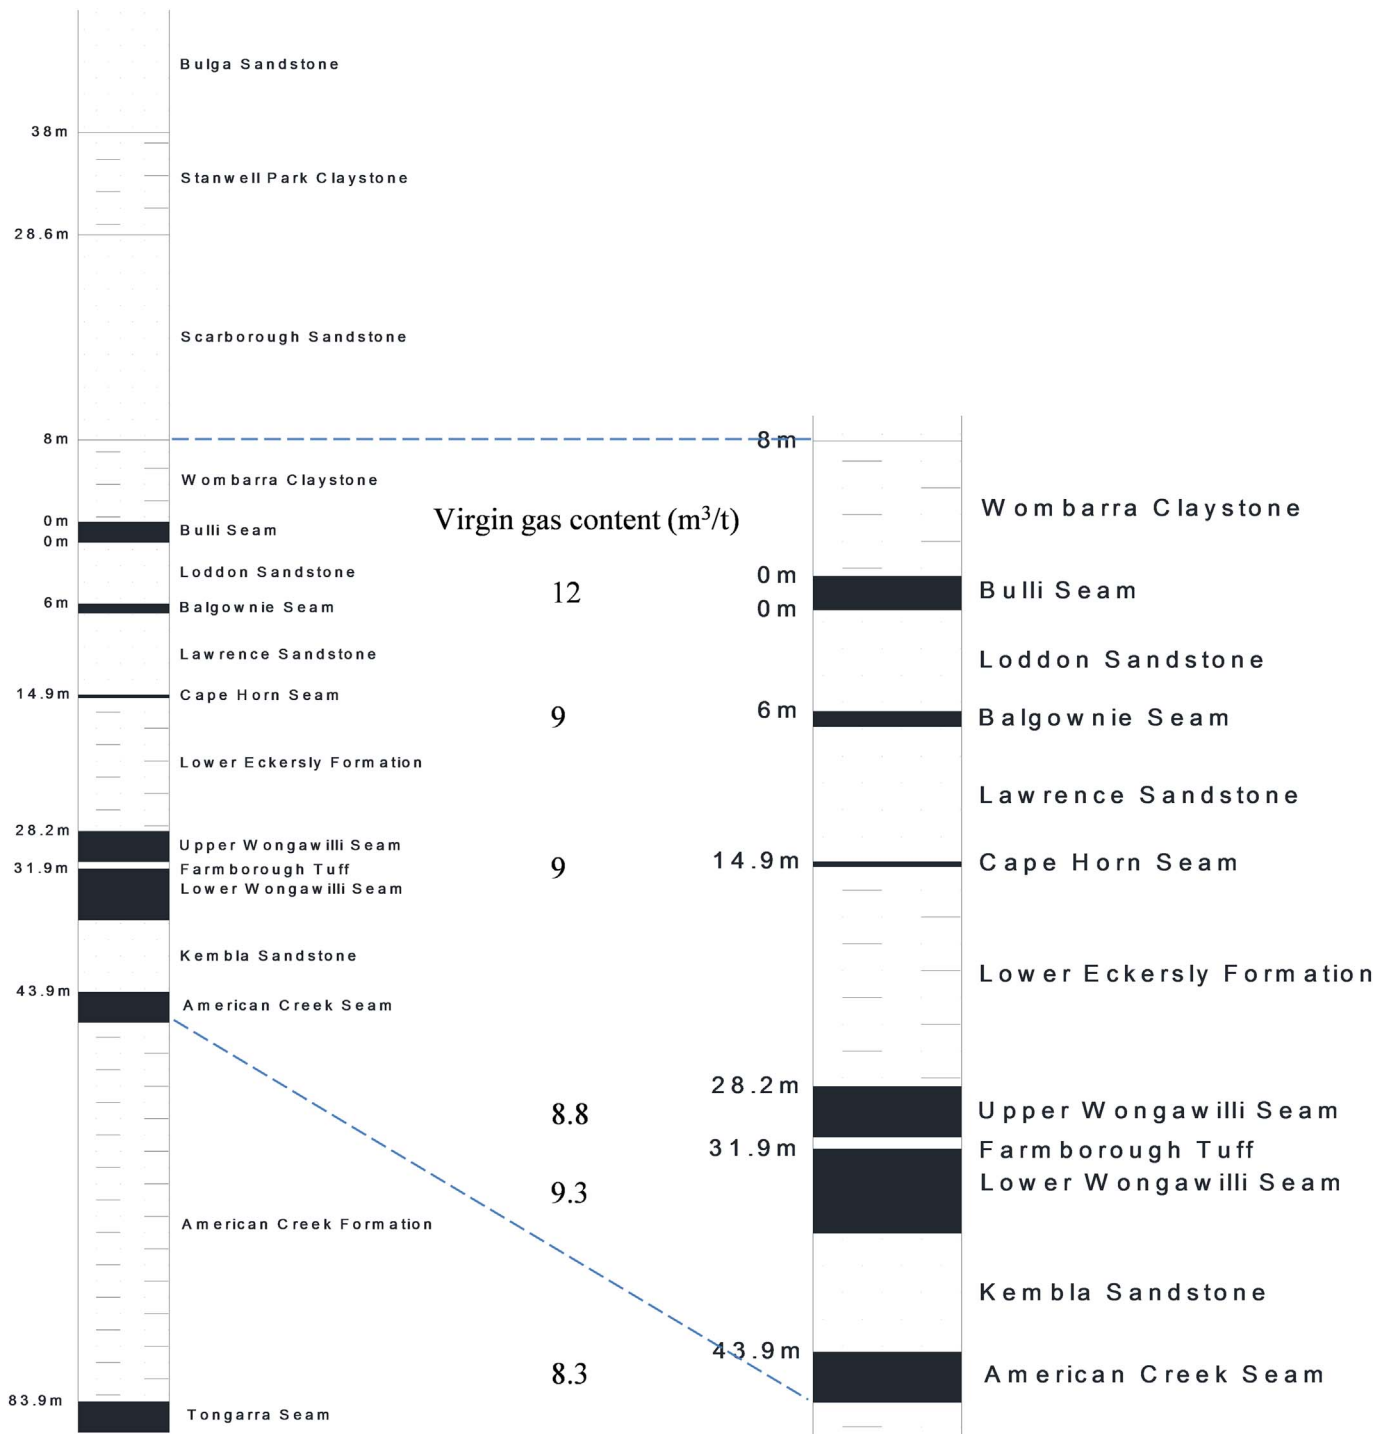 Bulga Sandstone
38m
Stanwell Park Claystone
28.6m
Scarborough Sandstone
8m
Wombarra Claystone
0m
Bulli Seam
0m
Loddon Sandstone
6m
Balgownie Seam
Lawrence Sandstone
14.9m
Cape Horn Seam
Lower Eckersly Formation
28.2m
Upper Wongawilli Seam
31.9m
Farmborough Tuff
Lower Wongawilli Seam
Kembla Sandstone
43.9m
American Creek Seam
American Creek Formation
83.9m
Tongarra Seam
Virgin gas content (m³/t)
12
9
9
8.8
9.3
8.3
8m
Wombarra Claystone
0m
Bulli Seam
0m
Loddon Sandstone
6m
Balgownie Seam
Lawrence Sandstone
14.9m
Cape Horn Seam
Lower Eckersly Formation
28.2m
Upper Wongawilli Seam
31.9m
Farmborough Tuff
Lower Wongawilli Seam
Kembla Sandstone
43.9m
American Creek Seam